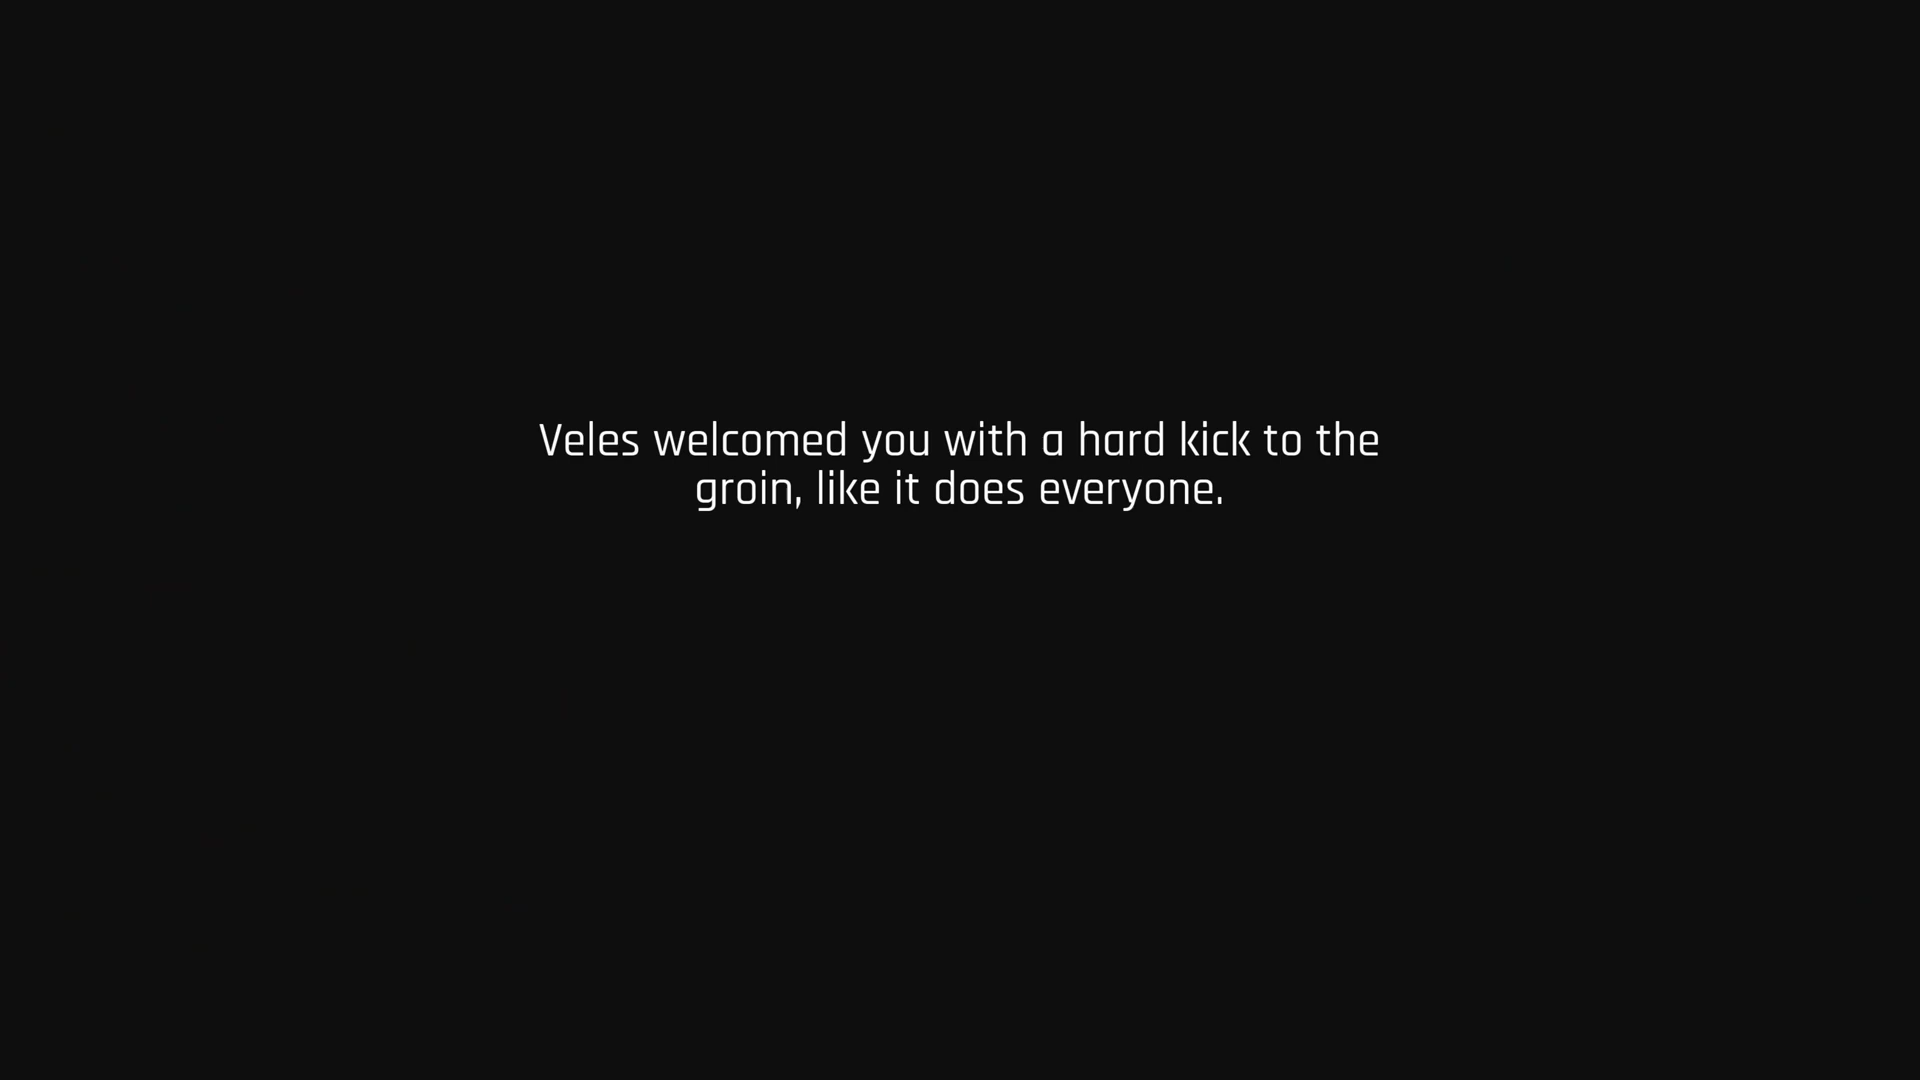 Veles welcomed you with a hard kick to the
groin, like it does everyone.